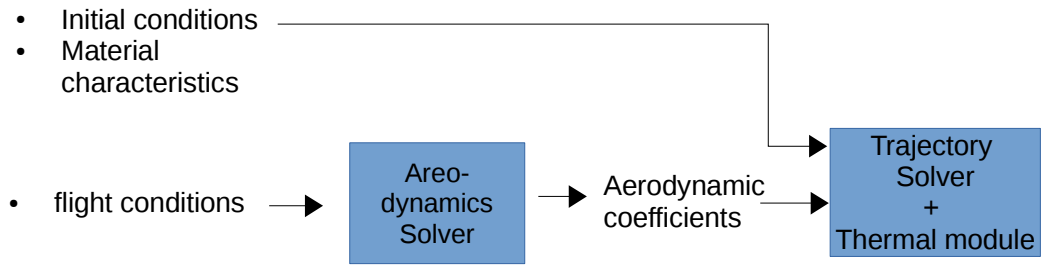 • Initial conditions
• Material
characteristics
• flight conditions
Areo-
dynamics
Solver
Aerodynamic
coefficients
Trajectory
Solver
+
Thermal module